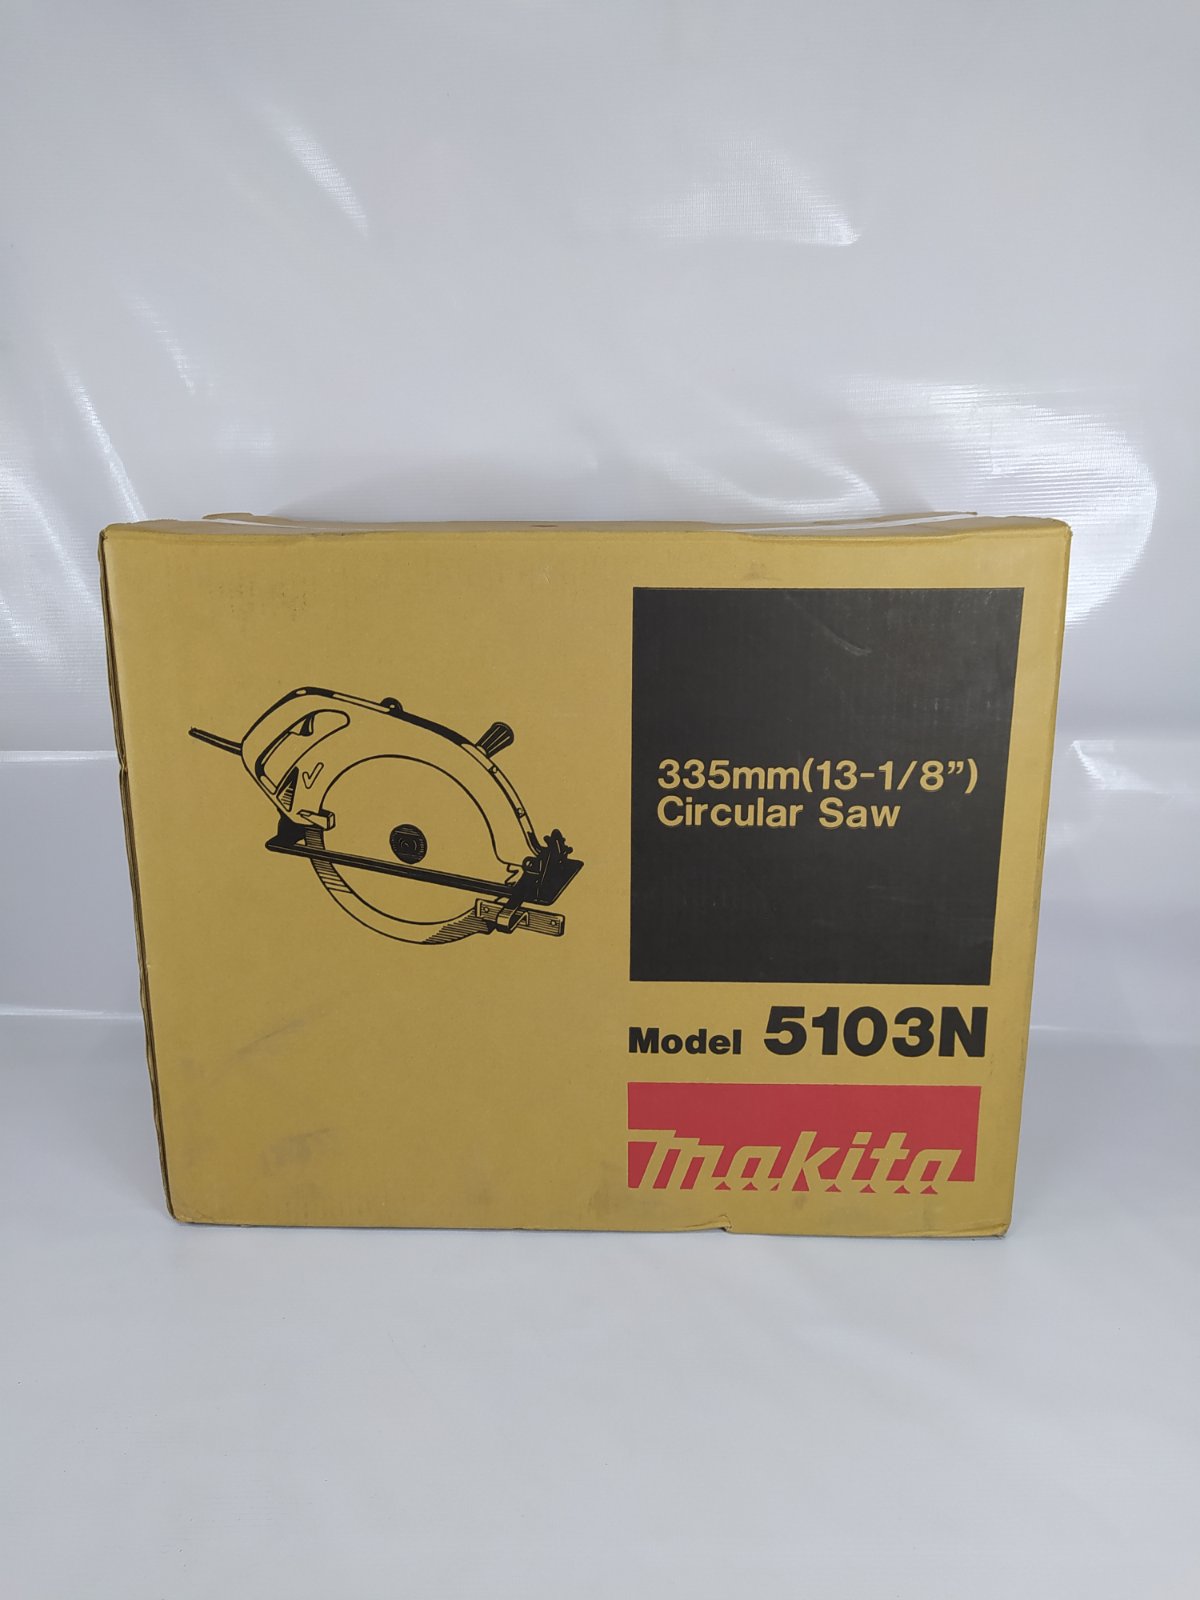 335mm(13-1/8”)
Circular Saw
Model 5103N
makita